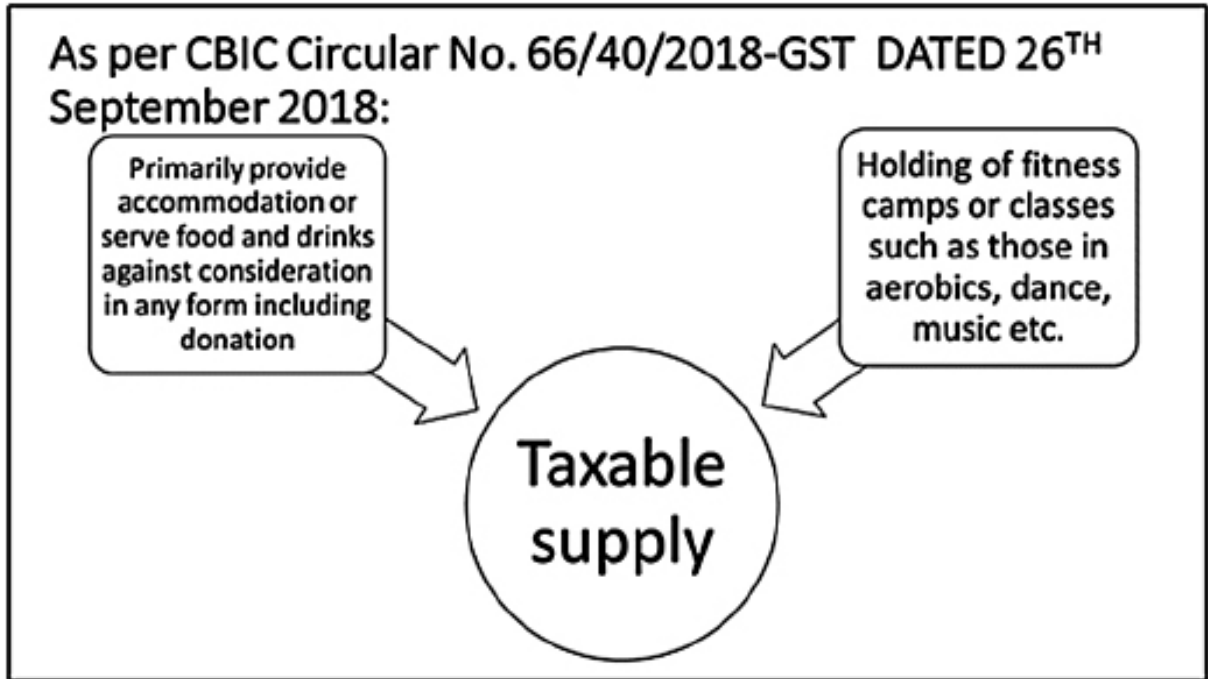 As per CBIC Circular No. 66/40/2018-GST DATED 26TH
September 2018:
Primarily provide
accommodation or
serve food and drinks
against consideration
in any form including
donation
Holding of fitness
camps or classes
such as those in
aerobics, dance,
music etc.
Taxable
supply